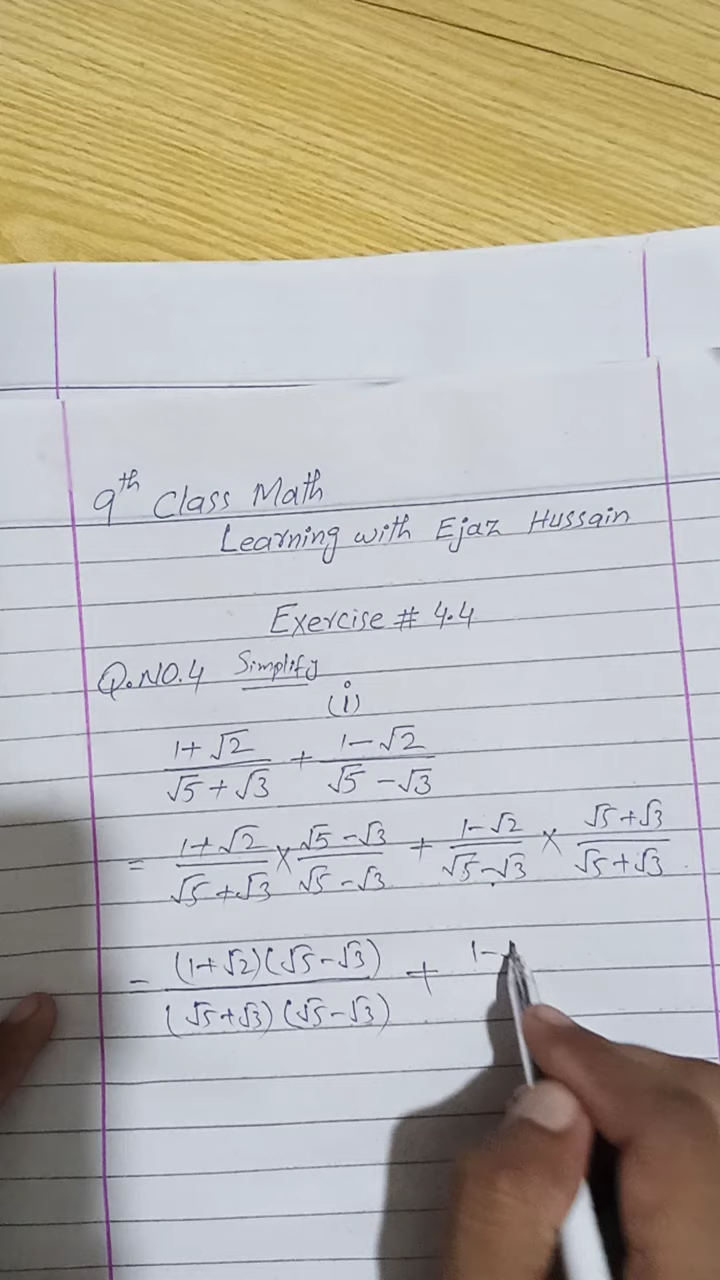 9th Class Math
Learning with Ejaz Hussain
Exercise # 4.4
Q.NO.4 Simplify
(i)
(1+√2)/(√5+√3) + (1-√2)/(√5-√3)
= (1+√2)/(√5+√3) × (√5-√3)/(√5-√3) + (1-√2)/(√5-√3) × (√5+√3)/(√5+√3)
= (1+√2)(√5-√3)/(√5+√3)(√5-√3) + 1-